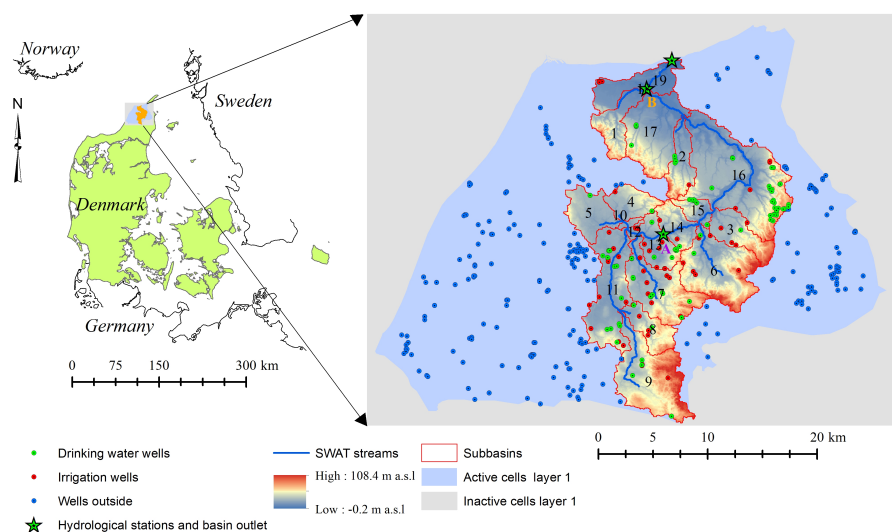 Norway
Sweden
N
Denmark
Germany
0 75 150 300 km
19
B
1
17
2
16
4
5
10
15
14
3
12
13
A
6
11
7
8
9
0 5 10 20 km
Drinking water wells
Irrigation wells
Wells outside
Hydrological stations and basin outlet
SWAT streams
High : 108.4 m a.s.l
Low : -0.2 m a.s.l
Subbasins
Active cells layer 1
Inactive cells layer 1